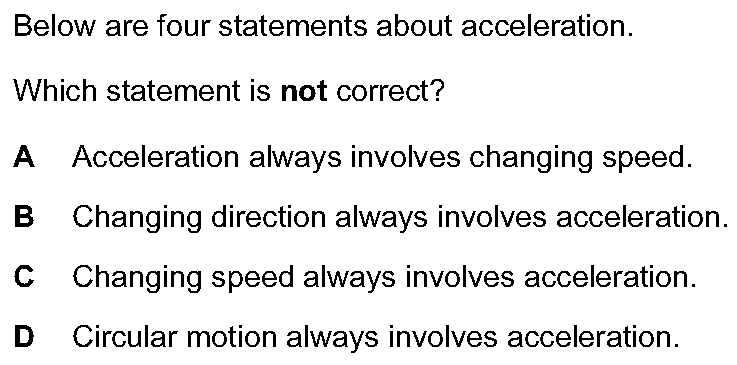 Below are four statements about acceleration.
Which statement is not correct?
A Acceleration always involves changing speed.
B Changing direction always involves acceleration.
C Changing speed always involves acceleration.
D Circular motion always involves acceleration.